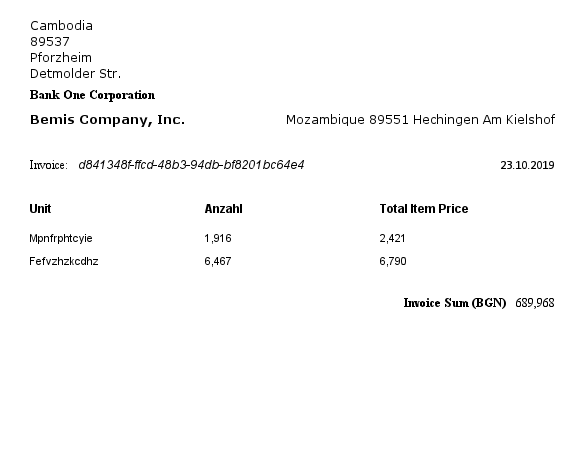 Cambodia
89537
Pforzheim
Detmolder Str.
Bank One Corporation
Bemis Company, Inc. Mozambique 89551 Hechingen Am Kielshof
Invoice: d841348f-ffcd-48b3-94db-bf8201bc64e4 23.10.2019
Unit Anzahl Total Item Price
Mpnfrphtcyie 1,916 2,421
Fefvzhzkcdhz 6,467 6,790
Invoice Sum (BGN) 689,968